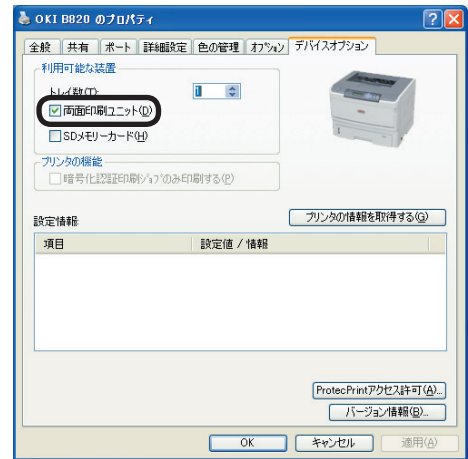 OKI B820 のプロパティ
全般 共有 ポート 詳細設定 色の管理 オプション デバイスオプション
利用可能な装置
トレイ数(T): 1
両面印刷ユニット(D)
SDメモリーカード(H)
プリンタの機能
暗号化認証印刷ジョブのみ印刷する(P)
設定情報 プリンタの情報を取得する(G)
項目 設定値 / 情報
ProtecPrintアクセス許可(A)...
バージョン情報(B)...
OK キャンセル 適用(A)